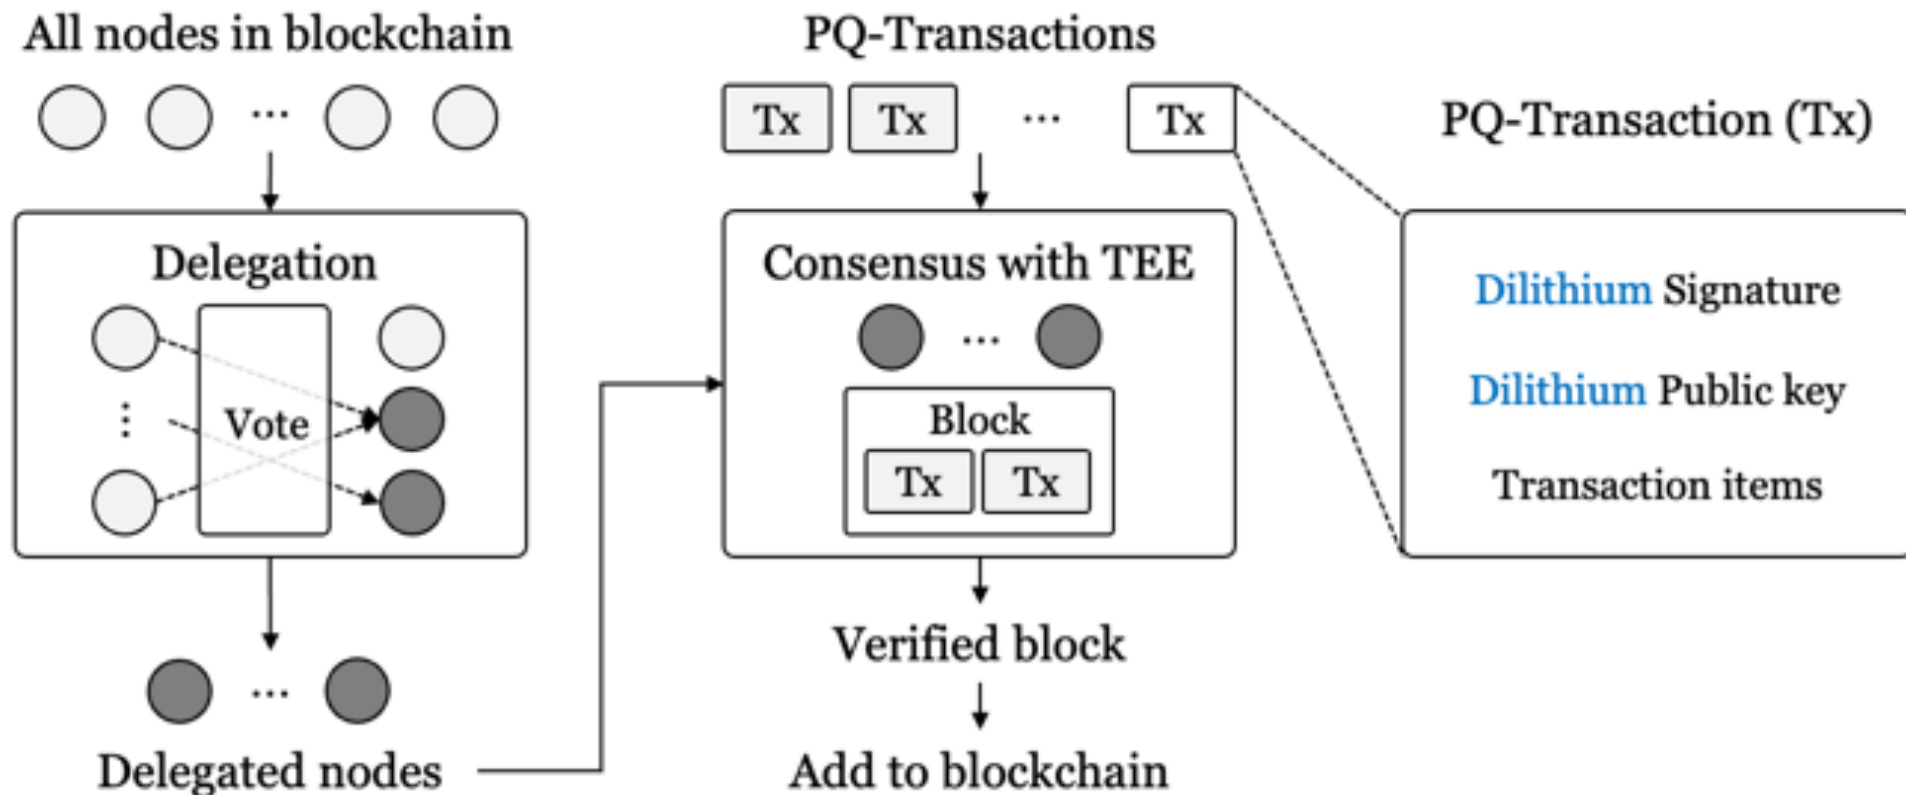 All nodes in blockchain
...
Delegation
Vote
...
Delegated nodes
PQ-Transactions
Tx Tx ... Tx
Consensus with TEE
...
Block
Tx Tx
Verified block
Add to blockchain
PQ-Transaction (Tx)
Dilithium Signature
Dilithium Public key
Transaction items